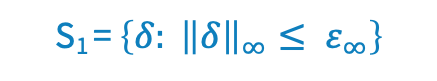 S₁ = {δ: ‖δ‖∞ ≤ ε∞}